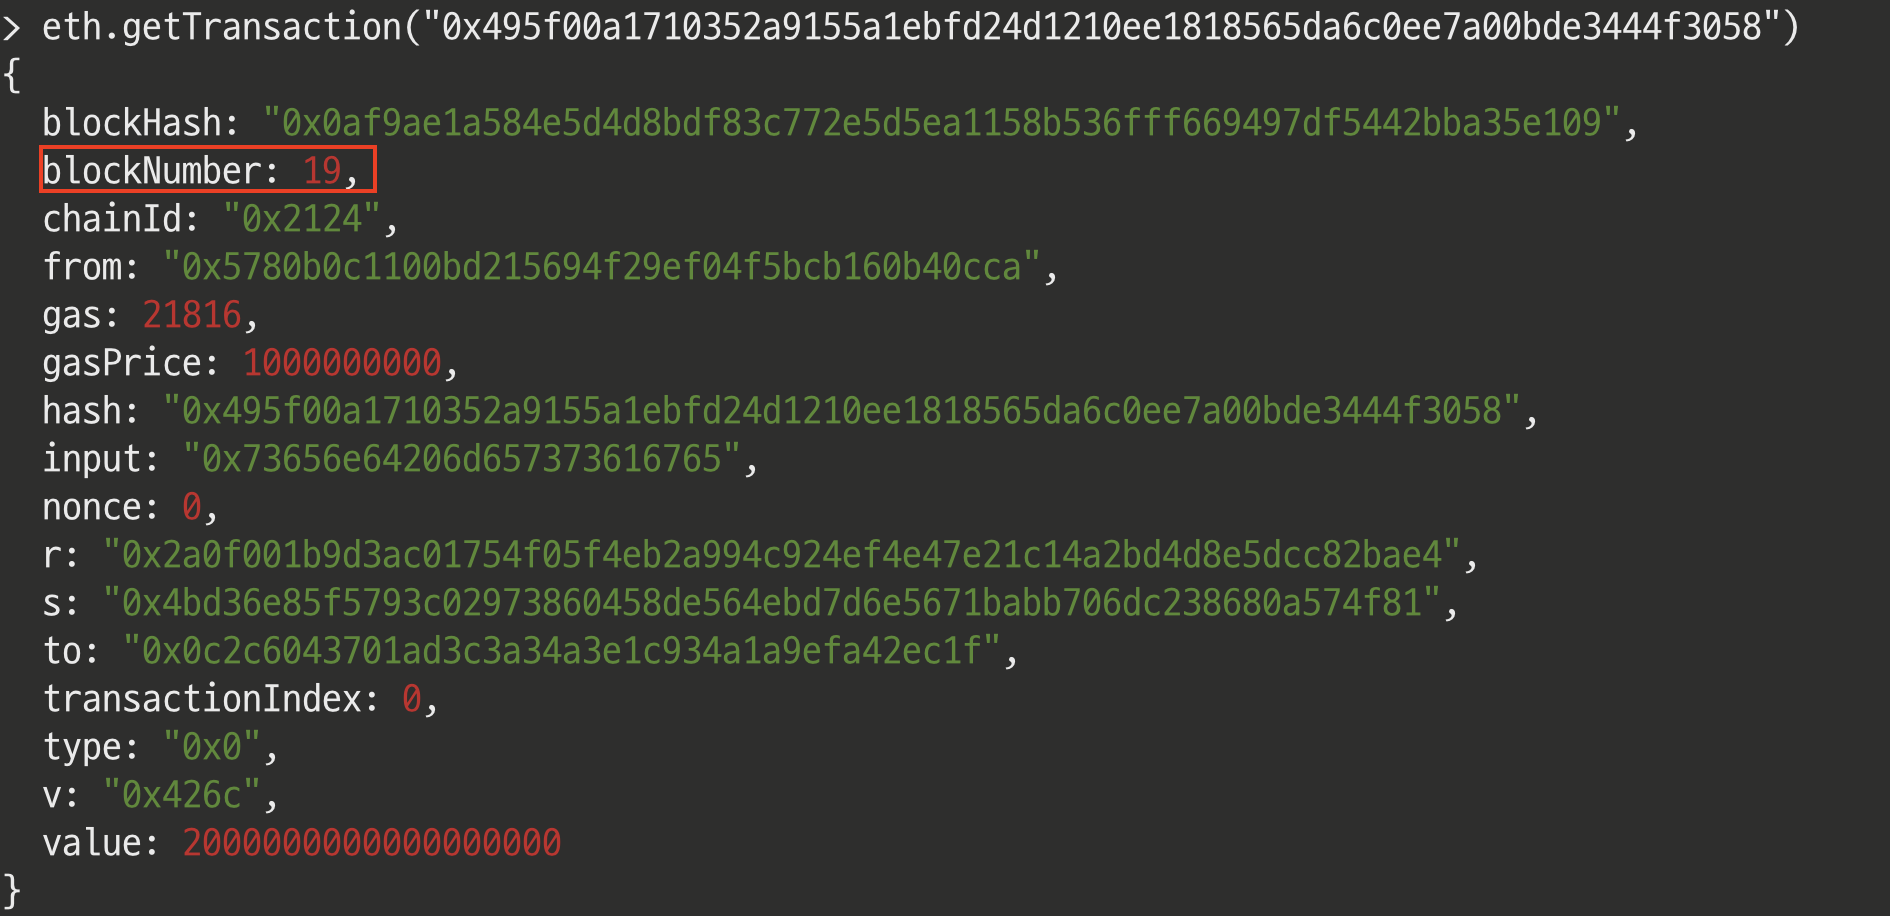 > eth.getTransaction("0x495f00a1710352a9155a1ebfd24d1210ee1818565da6c0ee7a00bde3444f3058")
{
  blockHash: "0x0af9ae1a584e5d4d8bdf83c772e5d5ea1158b536fff669497df5442bba35e109",
  blockNumber: 19,
  chainId: "0x2124",
  from: "0x5780b0c1100bd215694f29ef04f5bcb160b40cca",
  gas: 21816,
  gasPrice: 1000000000,
  hash: "0x495f00a1710352a9155a1ebfd24d1210ee1818565da6c0ee7a00bde3444f3058",
  input: "0x73656e64206d657373616765",
  nonce: 0,
  r: "0x2a0f001b9d3ac01754f05f4eb2a994c924ef4e47e21c14a2bd4d8e5dcc82bae4",
  s: "0x4bd36e85f5793c02973860458de564ebd7d6e5671babb706dc238680a574f81",
  to: "0x0c2c6043701ad3c3a34a3e1c934a1a9efa42ec1f",
  transactionIndex: 0,
  type: "0x0",
  v: "0x426c",
  value: 2000000000000000000
}